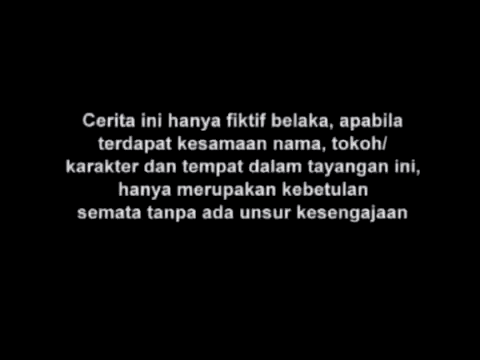 Cerita ini hanya fiktif belaka, apabila
terdapat kesamaan nama, tokoh/
karakter dan tempat dalam tayangan ini,
hanya merupakan kebetulan
semata tanpa ada unsur kesengajaan